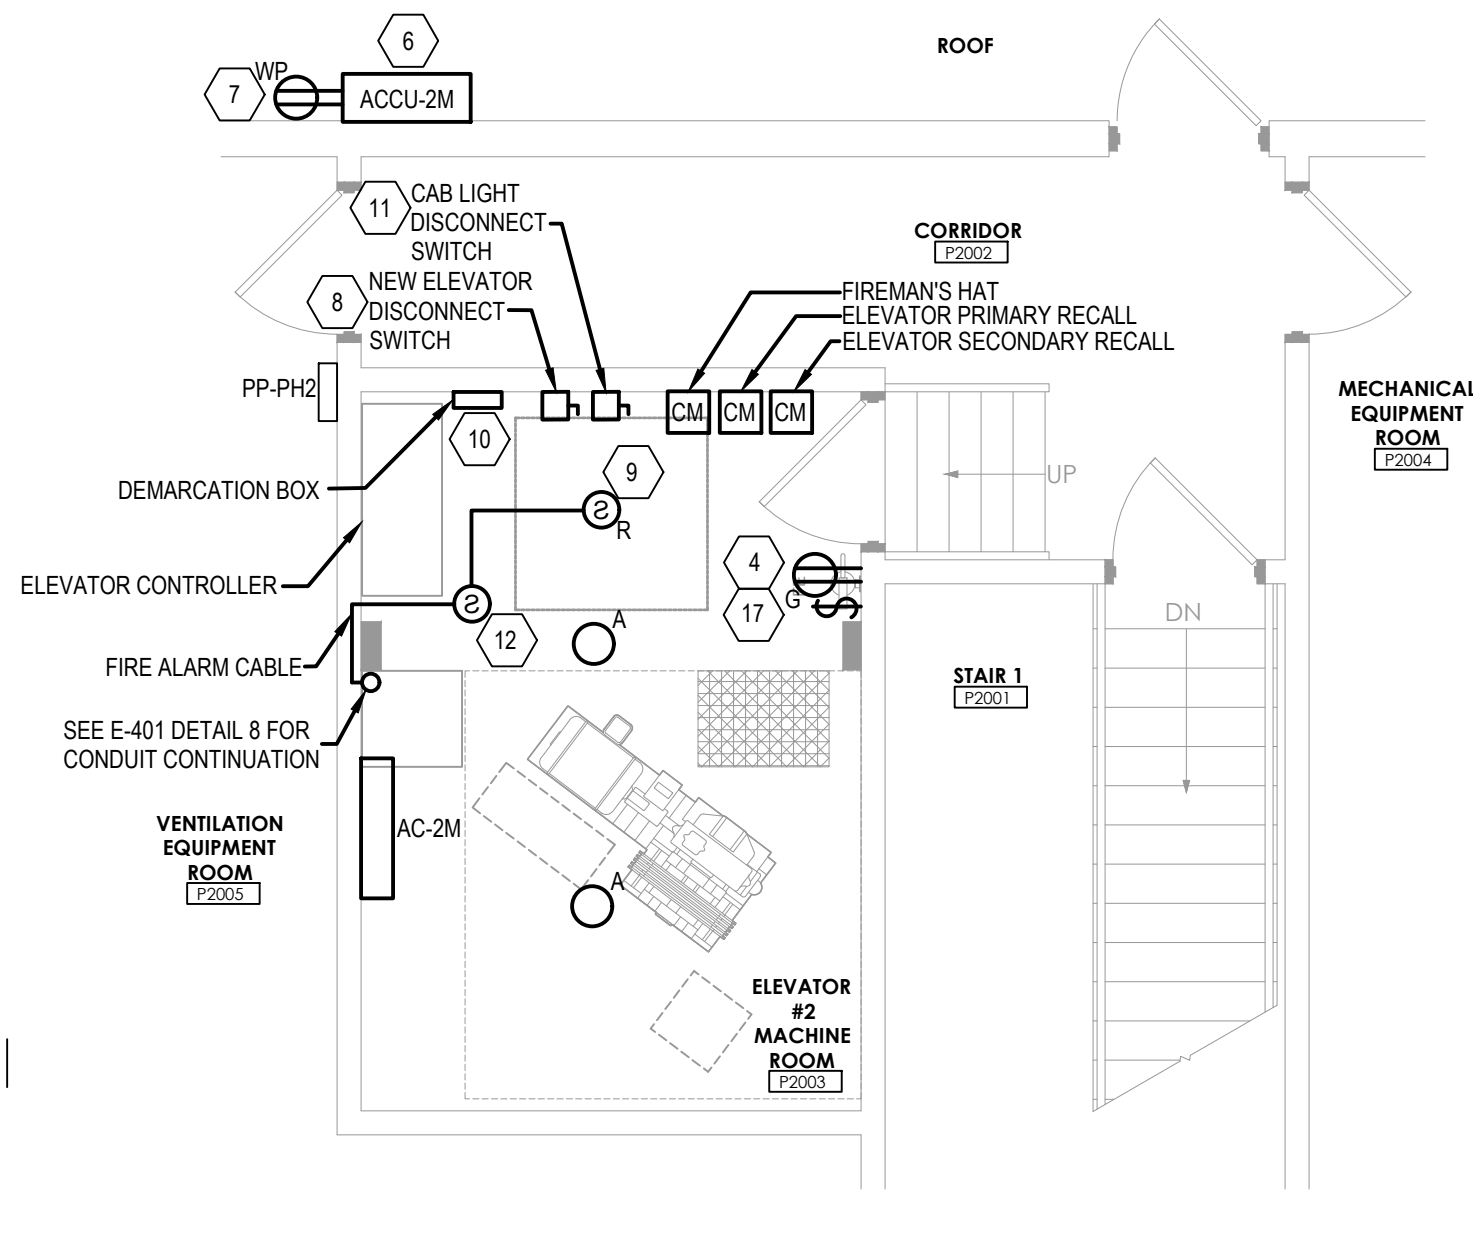 6
ROOF
7
WP
ACCU-2M
11
CAB LIGHT
DISCONNECT
SWITCH
CORRIDOR
P2002
8
NEW ELEVATOR
DISCONNECT
SWITCH
FIREMAN'S HAT
ELEVATOR PRIMARY RECALL
ELEVATOR SECONDARY RECALL
PP-PH2
CM
CM
CM
MECHANICAL
EQUIPMENT
ROOM
P2004
10
9
UP
DEMARCATION BOX
S
R
4
ELEVATOR CONTROLLER
G
17
S
12
A
DN
FIRE ALARM CABLE
STAIR 1
P2001
SEE E-401 DETAIL 8 FOR
CONDUIT CONTINUATION
AC-2M
VENTILATION
EQUIPMENT
ROOM
P2005
A
ELEVATOR
#2
MACHINE
ROOM
P2003